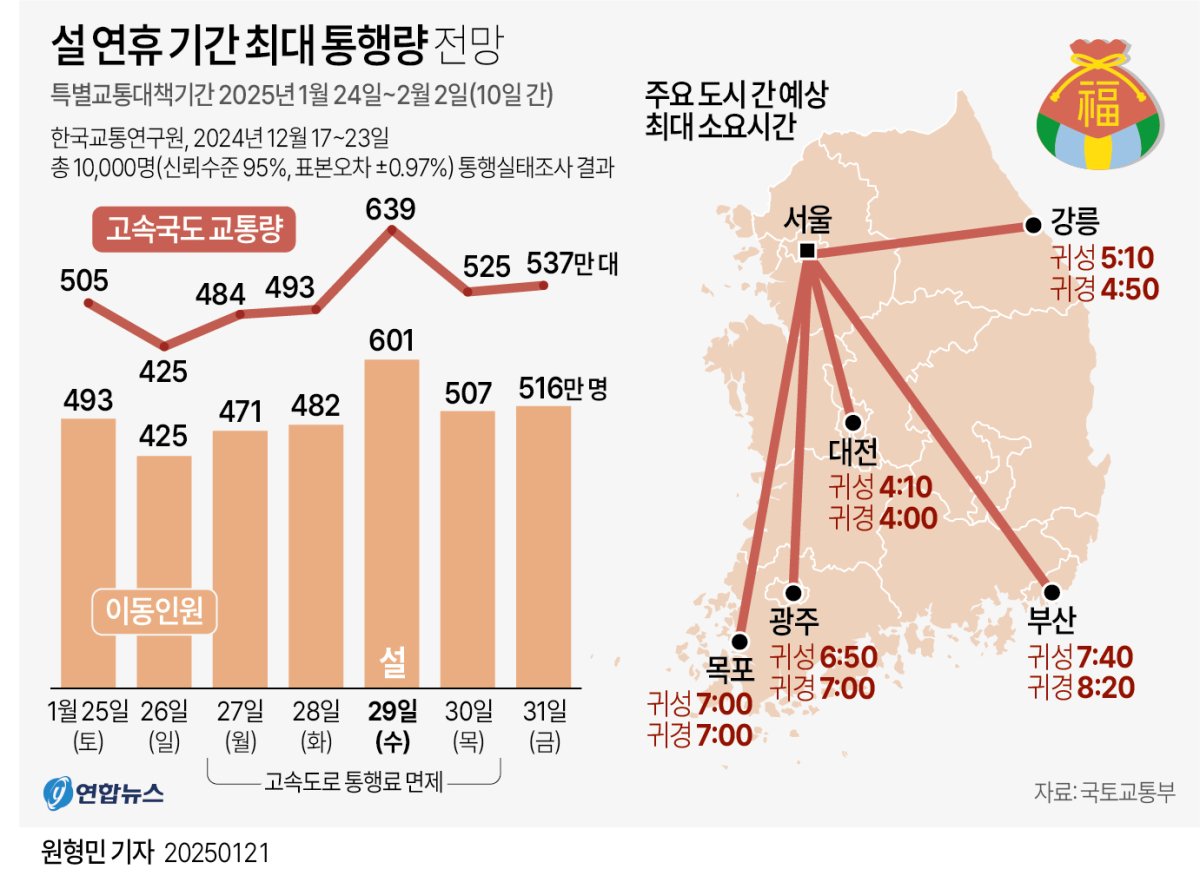 설 연휴 기간 최대 통행량 전망
특별교통대책기간 2025년 1월 24일~2월 2일(10일 간)
한국교통연구원, 2024년 12월 17~23일
총 10,000명(신뢰수준 95%, 표본오차 ±0.97%) 통행실태조사 결과
고속국도 교통량
505
425
484
493
639
525
537만 대
493
425
471
482
601
507
516만 명
이동인원
설
1월 25일 26일 27일 28일 29일 30일 31일
(토) (일) (월) (화) (수) (목) (금)
고속도로 통행료 면제
연합뉴스
주요 도시 간 예상
최대 소요시간
福
서울
강릉
귀성 5:10
귀경 4:50
대전
귀성 4:10
귀경 4:00
광주
귀성 6:50
귀경 7:00
목포
귀성 7:00
귀경 7:00
부산
귀성 7:40
귀경 8:20
자료: 국토교통부
원형민 기자 20250121